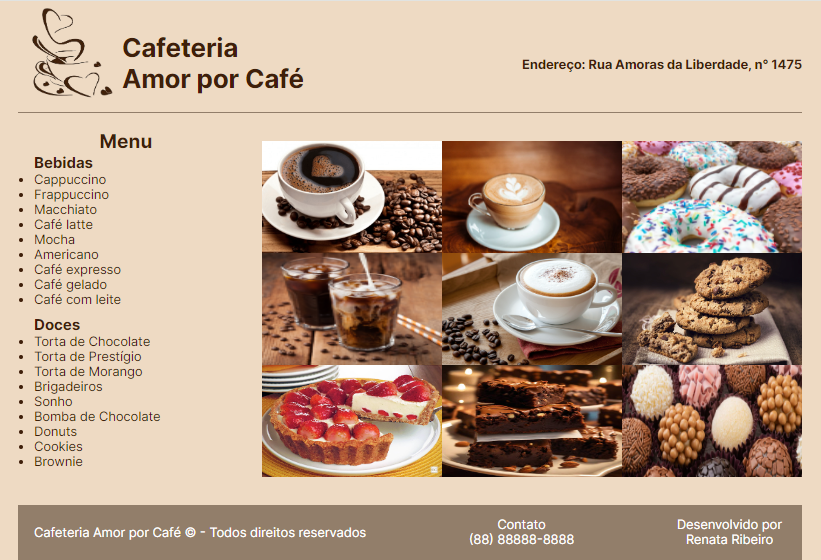 Cafeteria
Amor por Café
Endereço: Rua Amoras da Liberdade, n° 1475
Menu
Bebidas
Cappuccino
Frappuccino
Macchiato
Café latte
Mocha
Americano
Café expresso
Café gelado
Café com leite
Doces
Torta de Chocolate
Torta de Prestígio
Torta de Morango
Brigadeiros
Sonho
Bomba de Chocolate
Donuts
Cookies
Brownie
Cafeteria Amor por Café © - Todos direitos reservados
Contato
(88) 88888-8888
Desenvolvido por
Renata Ribeiro